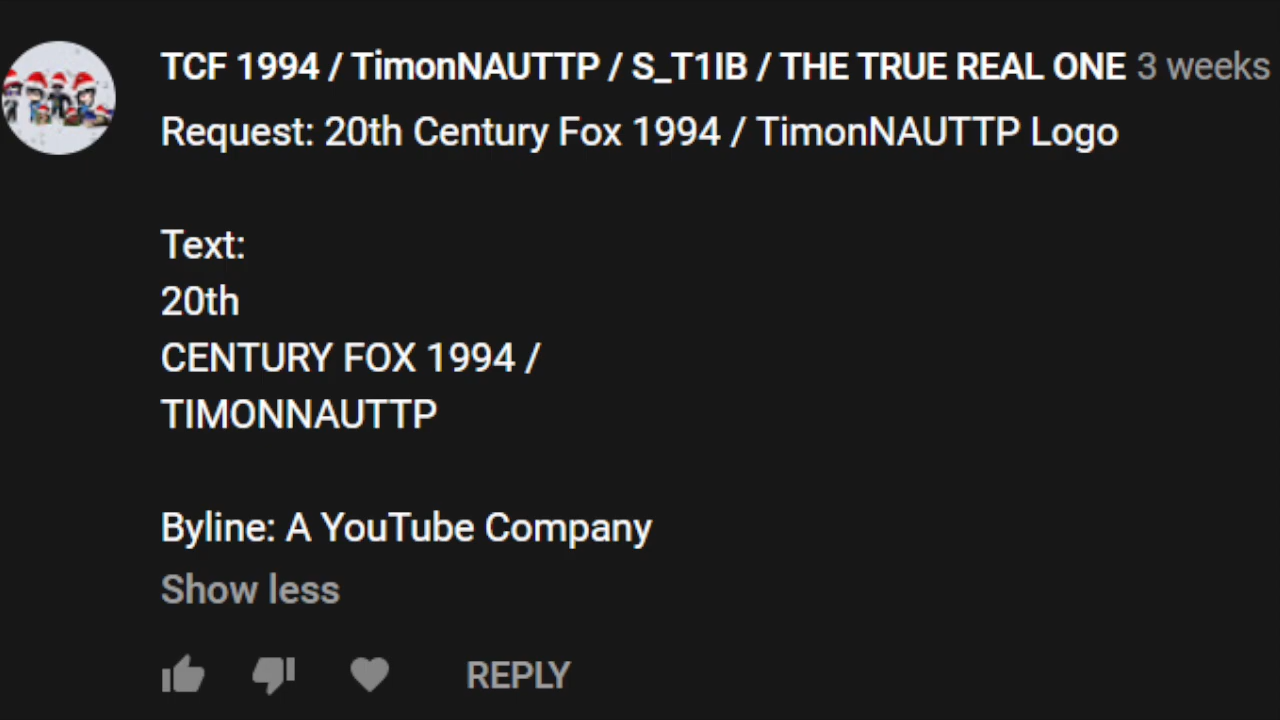 TCF 1994 / TimonNAUTTP / S_T1IB / THE TRUE REAL ONE 3 weeks
Request: 20th Century Fox 1994 / TimonNAUTTP Logo
Text:
20th
CENTURY FOX 1994 /
TIMONNAUTTP
Byline: A YouTube Company
Show less
REPLY